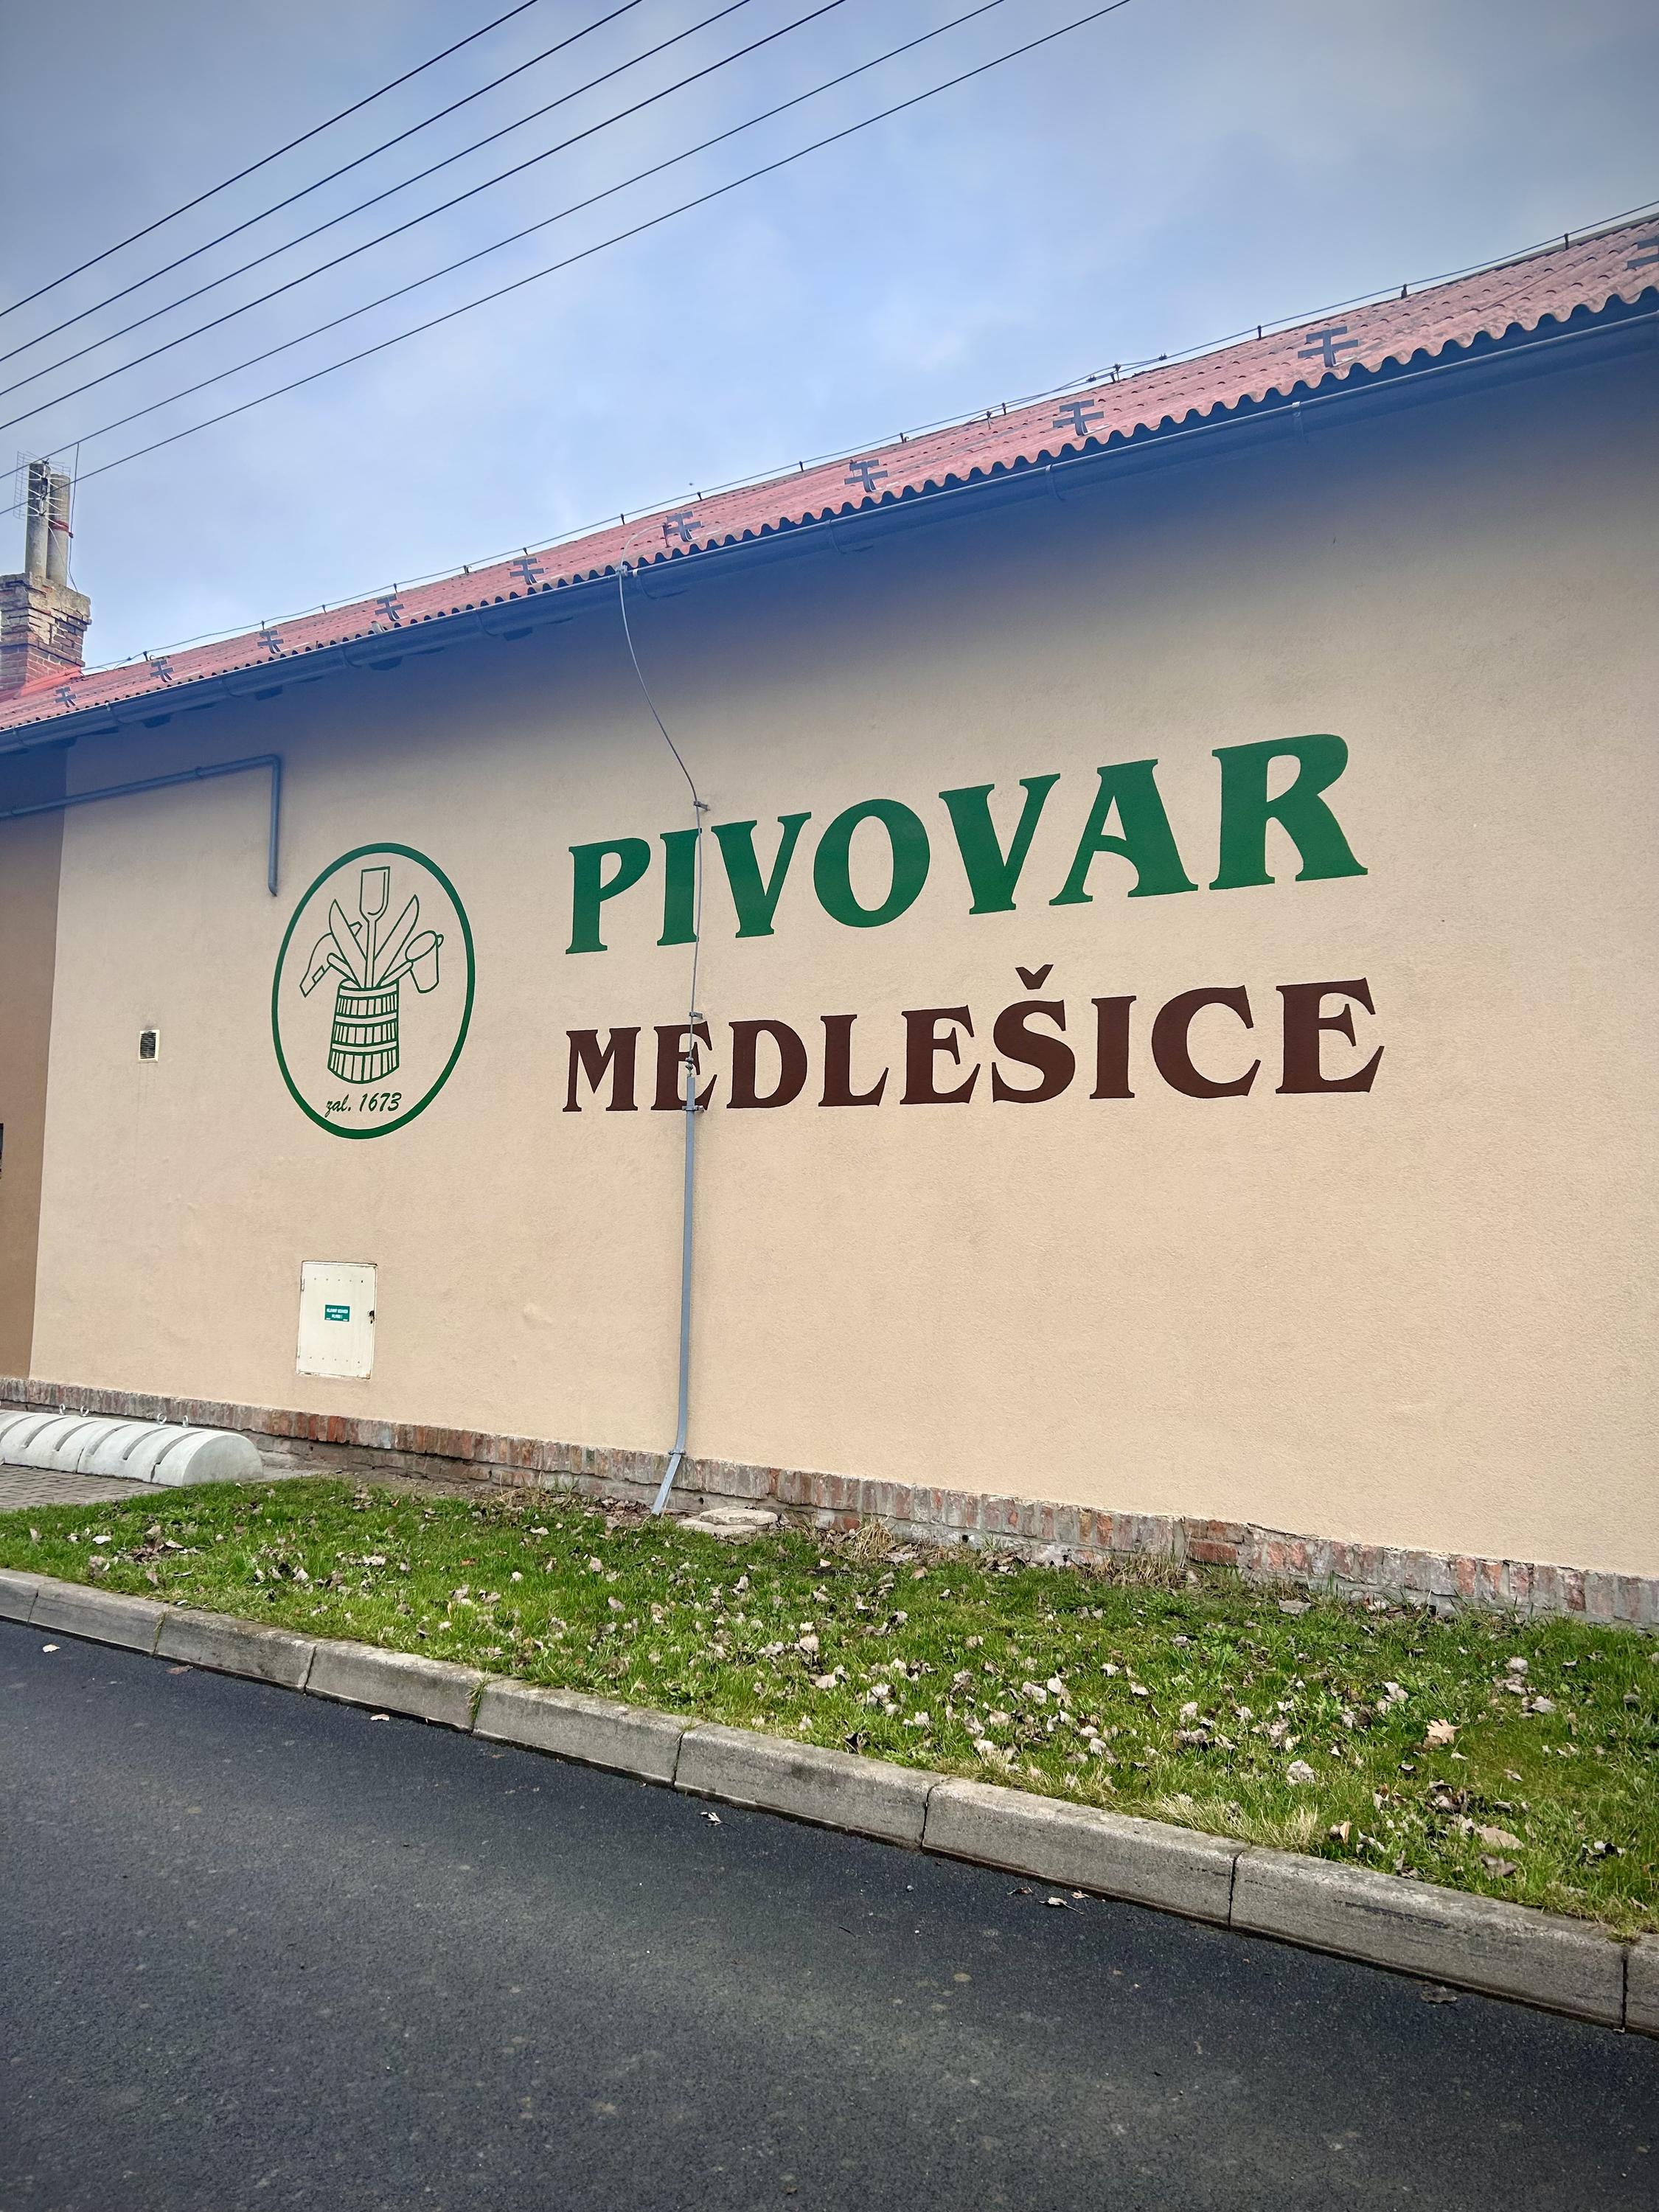 PIVOVAR
MEDLEŠICE
zal. 1673